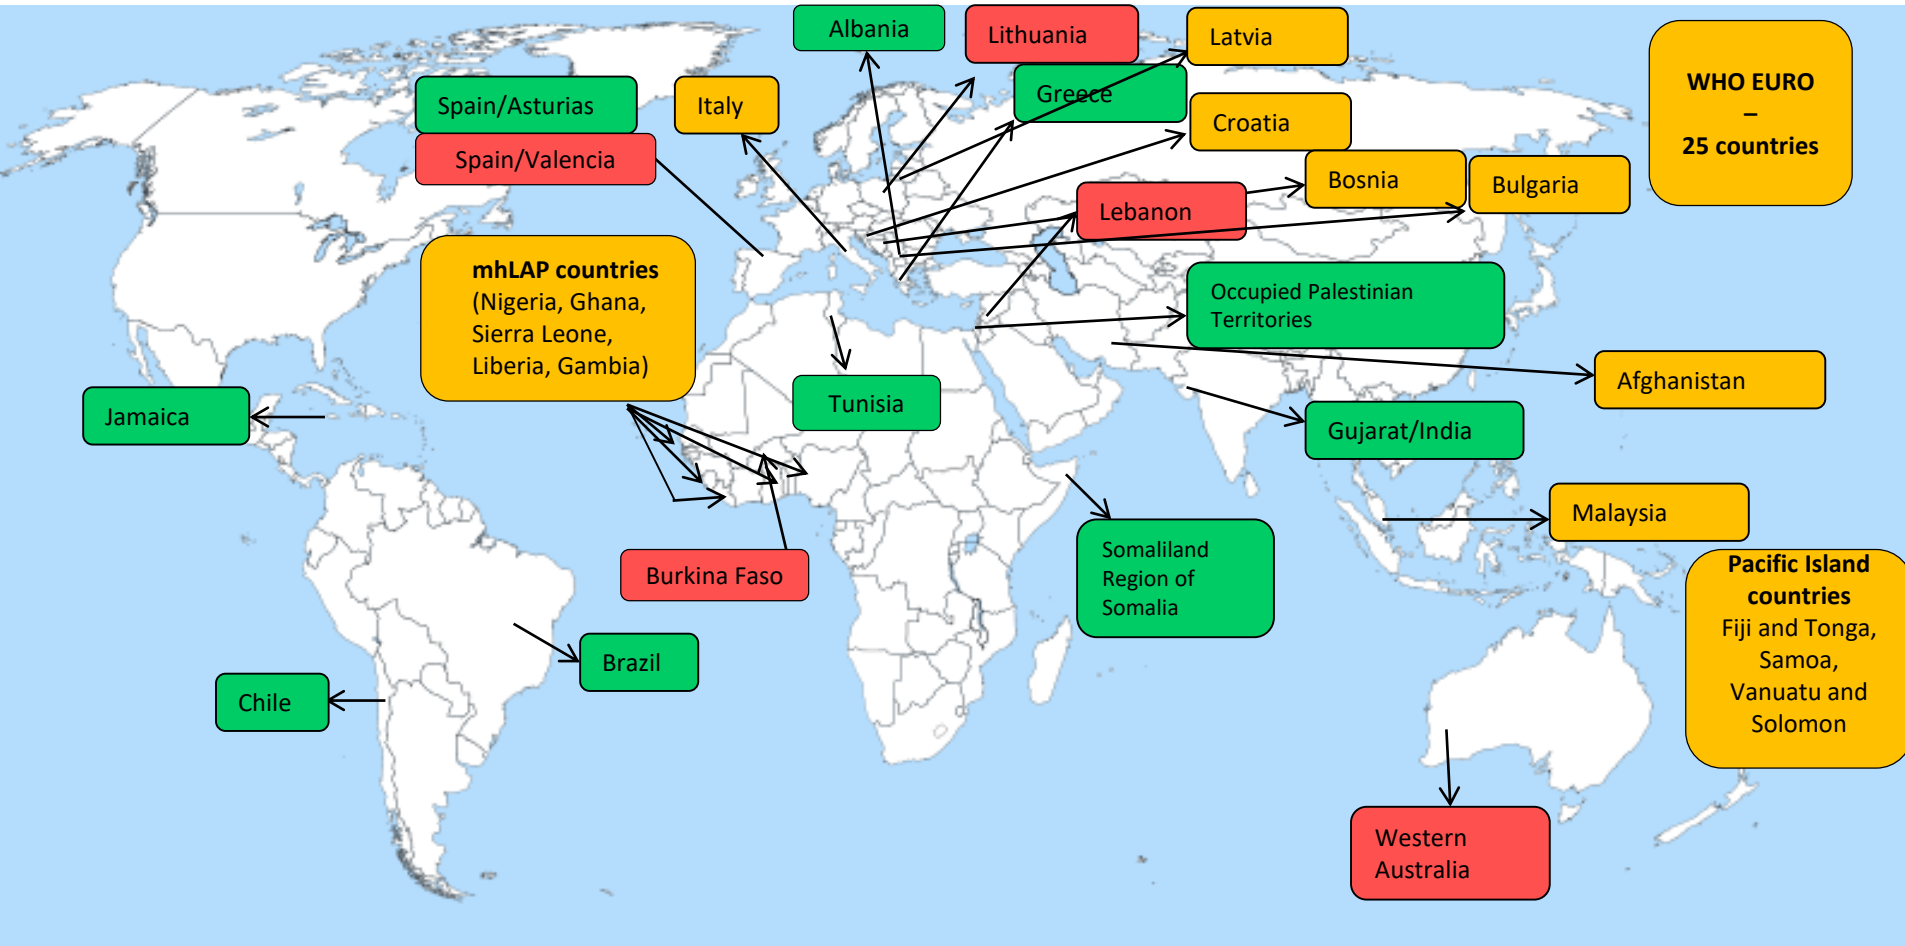 Albania
Lithuania
Latvia
WHO EURO
–
25 countries
Spain/Asturias
Italy
Greece
Croatia
Spain/Valencia
Bosnia
Bulgaria
Lebanon
mhLAP countries
(Nigeria, Ghana,
Sierra Leone,
Liberia, Gambia)
Occupied Palestinian
Territories
Afghanistan
Jamaica
Tunisia
Gujarat/India
Malaysia
Burkina Faso
Somaliland
Region of
Somalia
Pacific Island
countries
Fiji and Tonga,
Samoa,
Vanuatu and
Solomon
Brazil
Chile
Western
Australia